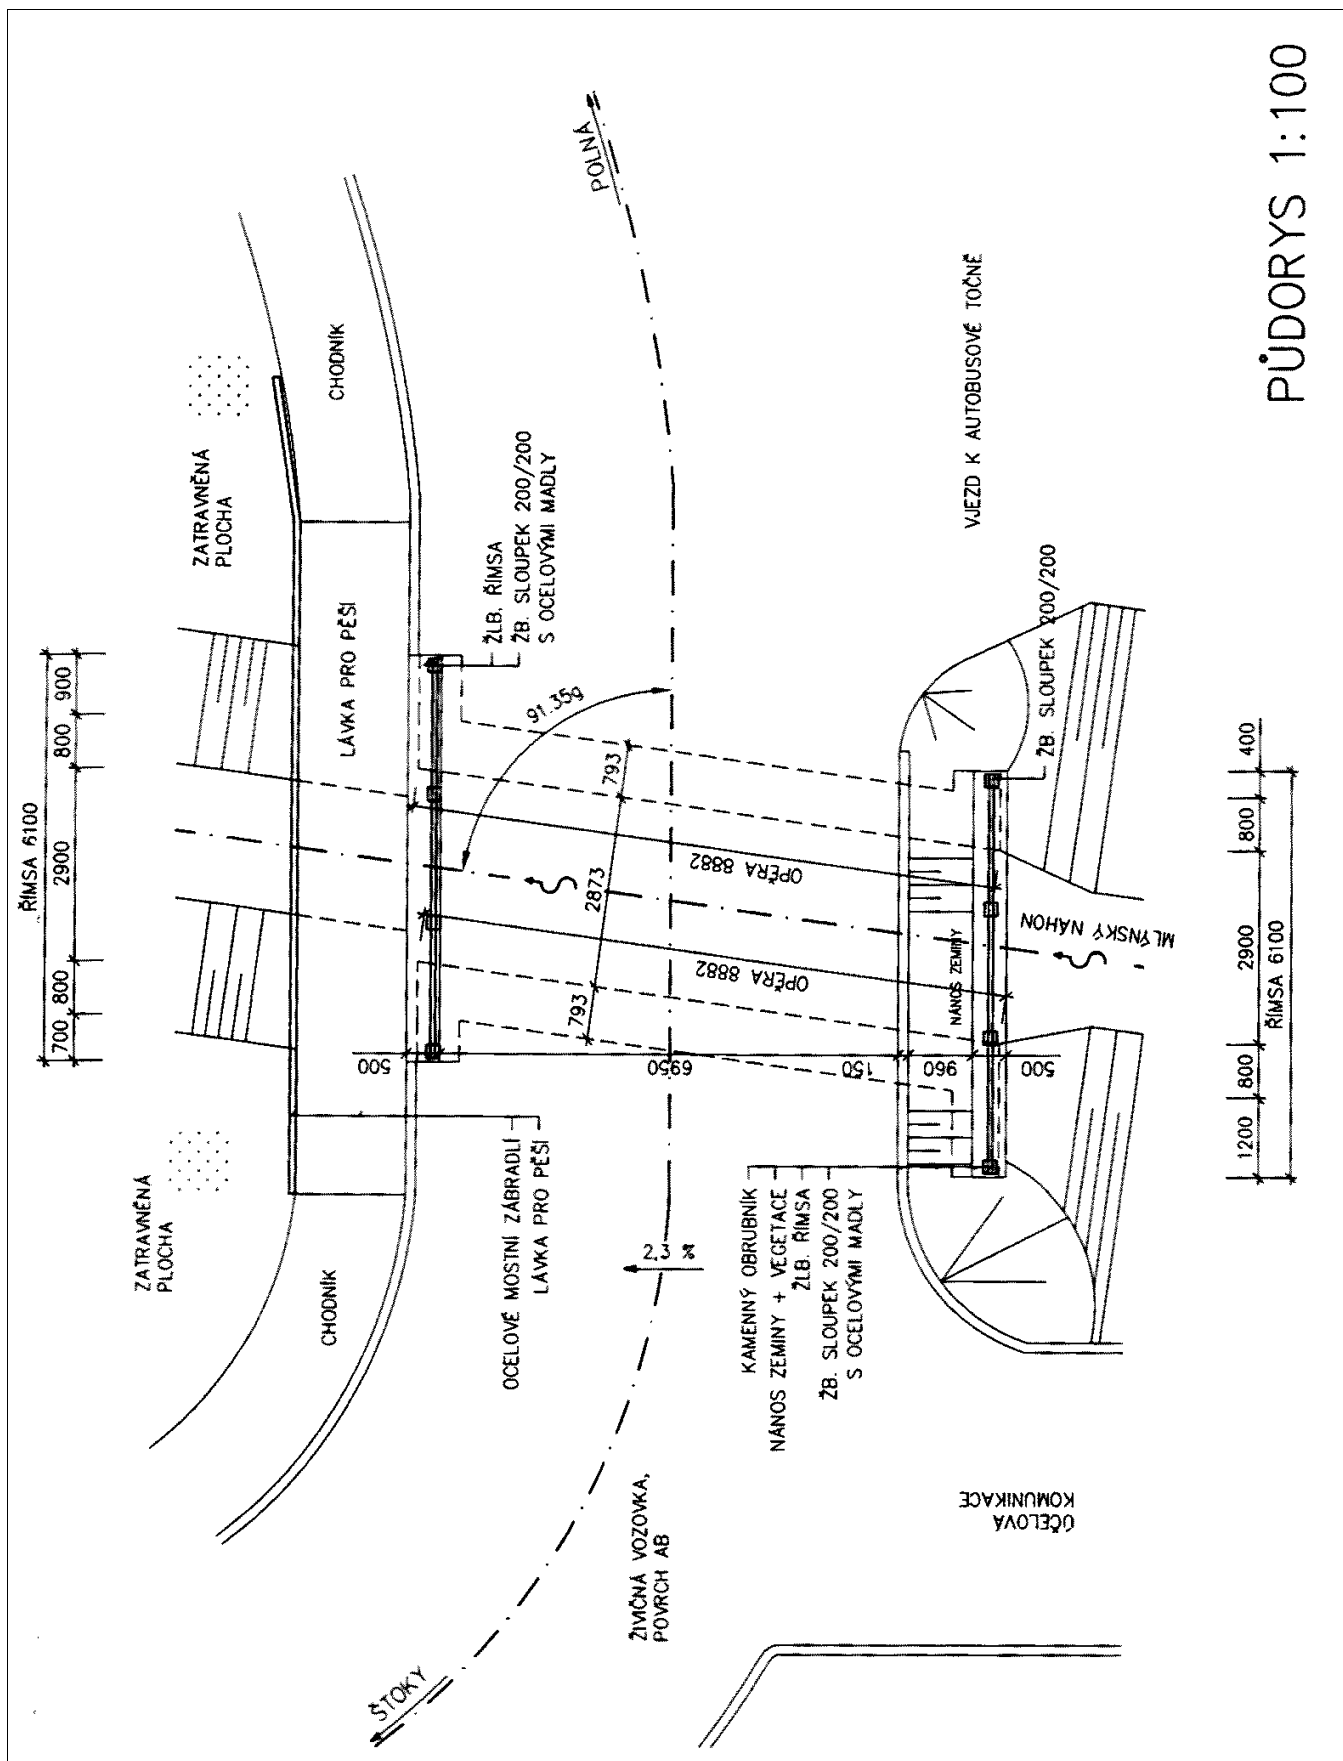 PŮDORYS 1:100
POLNÁ
ŠTOKY
ZATRAVNĚNÁ
PLOCHA
ZATRAVNĚNÁ
PLOCHA
CHODNÍK
CHODNÍK
LÁVKA PRO PĚŠÍ
ŘÍMSA 6100
700
800
2900
800
900
ŽLB. ŘÍMSA
ŽB. SLOUPEK 200/200
S OCELOVÝMI MADLY
91.35g
793
2873
793
OPĚRA 8882
OPĚRA 8882
500
6950
150
960
500
OCELOVÉ MOSTNÍ ZÁBRADLÍ
LÁVKA PRO PĚŠÍ
2,3 %
VJEZD K AUTOBUSOVÉ TOČNĚ
ŽB. SLOUPEK 200/200
NÁNOS ZEMINY
MLÝNSKÝ NÁHON
KAMENNÝ OBRUBNÍK
NÁNOS ZEMINY + VEGETACE
ŽLB. ŘÍMSA
ŽB. SLOUPEK 200/200
S OCELOVÝMI MADLY
ŽIVIČNÁ VOZOVKA,
POVRCH AB
ÚČELOVÁ
KOMUNIKACE
1200
800
2900
800
400
ŘÍMSA 6100